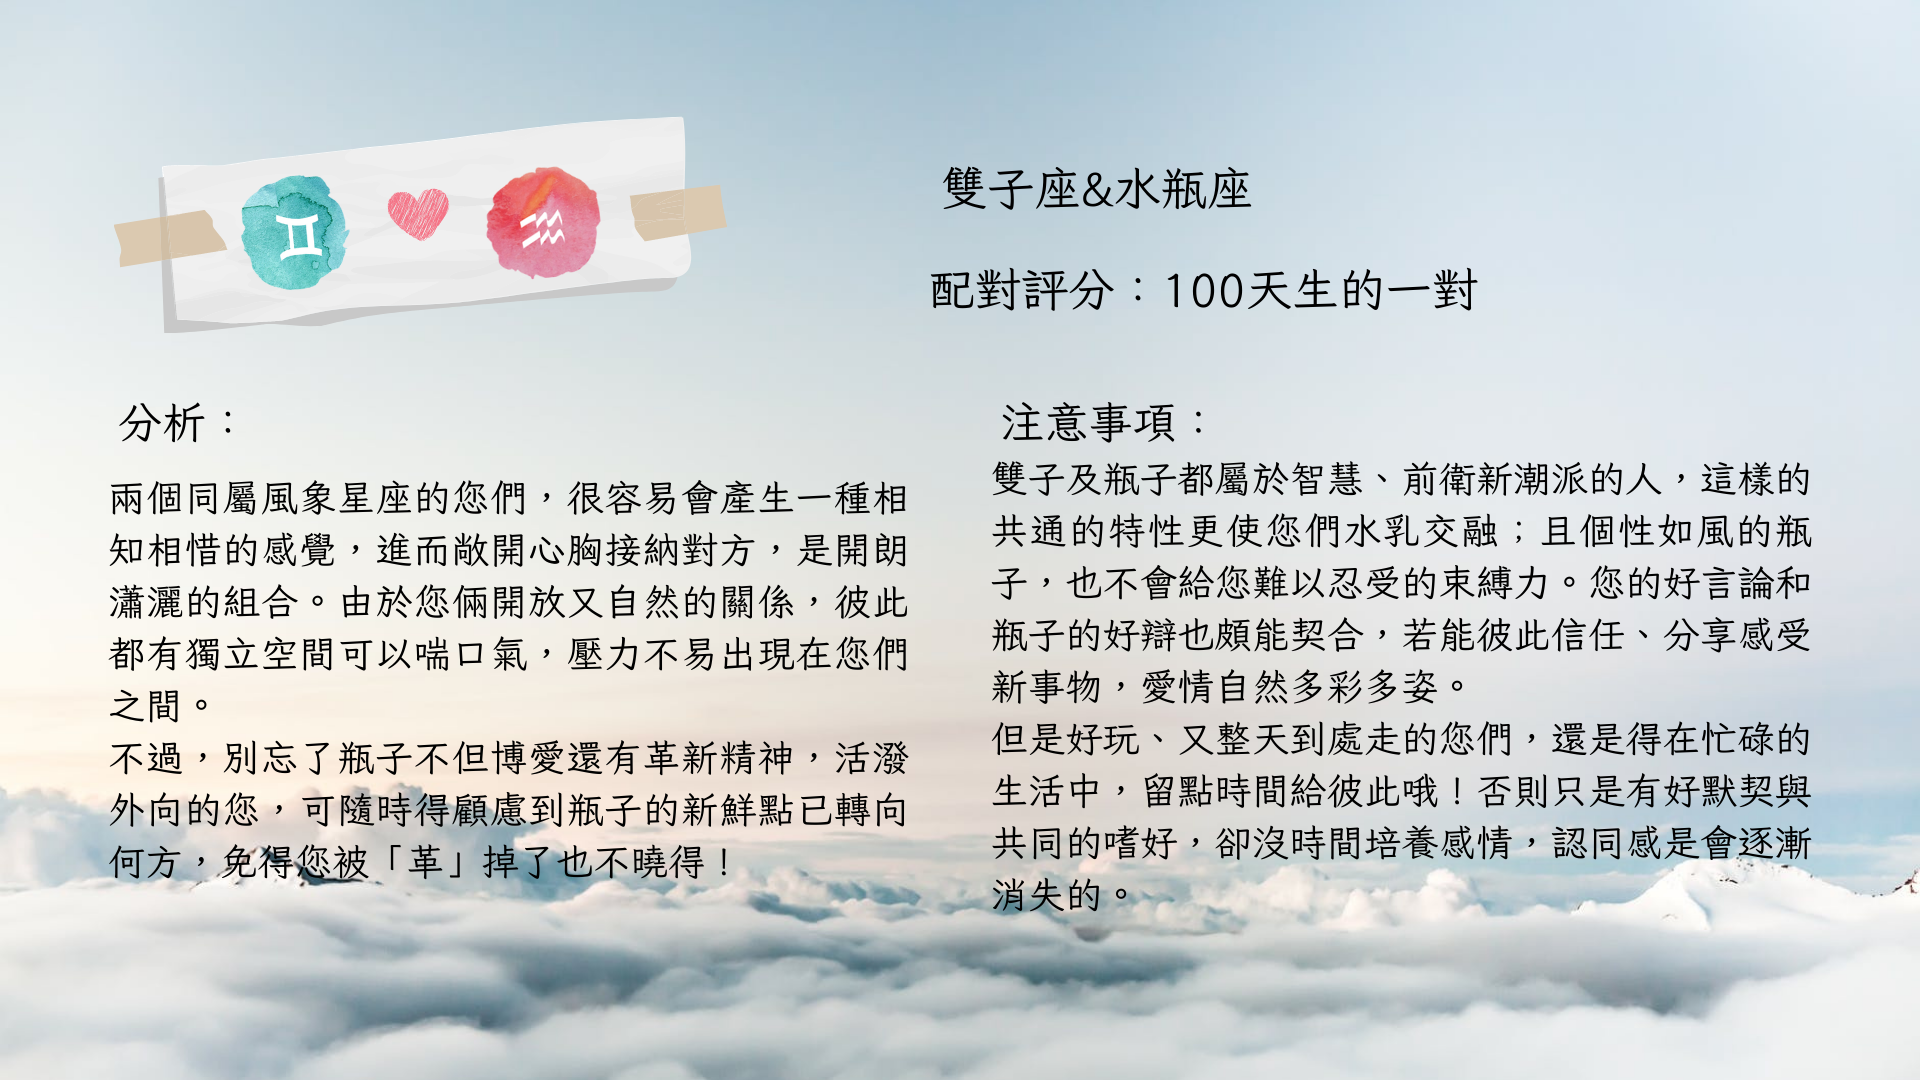 雙子座&水瓶座
配對評分：100天生的一對
分析：
兩個同屬風象星座的您們，很容易會產生一種相
知相惜的感覺，進而敞開心胸接納對方，是開朗
瀟灑的組合。由於您倆開放又自然的關係，彼此
都有獨立空間可以喘口氣，壓力不易出現在您們
之間。
不過，別忘了瓶子不但博愛還有革新精神，活潑
外向的您，可隨時得顧慮到瓶子的新鮮點已轉向
何方，免得您被「革」掉了也不曉得！
注意事項：
雙子及瓶子都屬於智慧、前衛新潮派的人，這樣的
共通的特性更使您們水乳交融；且個性如風的瓶
子，也不會給您難以忍受的束縛力。您的好言論和
瓶子的好辯也頗能契合，若能彼此信任、分享感受
新事物，愛情自然多彩多姿。
但是好玩、又整天到處走的您們，還是得在忙碌的
生活中，留點時間給彼此哦！否則只是有好默契與
共同的嗜好，卻沒時間培養感情，認同感是會逐漸
消失的。